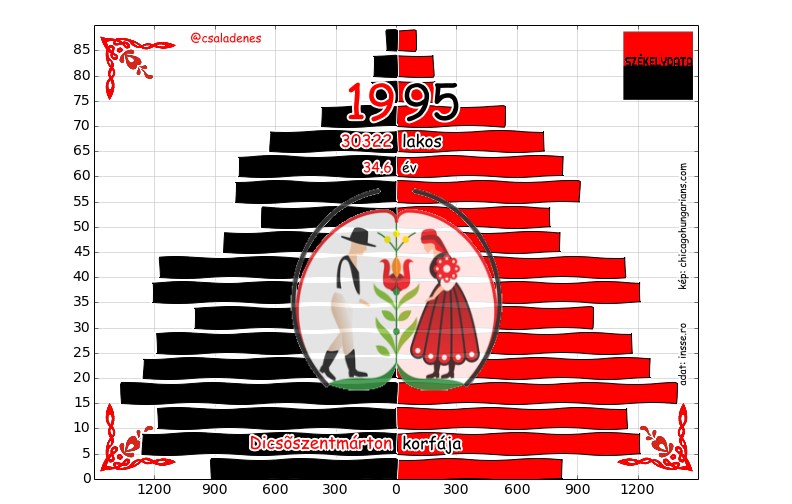 @csaladenes
SZÉKELYDATA
1995
30322 lakos
34.6 év
kép: chicagohungarians.com
adat: insse.ro
Dicsőszentmárton korfája
85
80
75
70
65
60
55
50
45
40
35
30
25
20
15
10
5
0
1200 900 600 300 0 300 600 900 1200